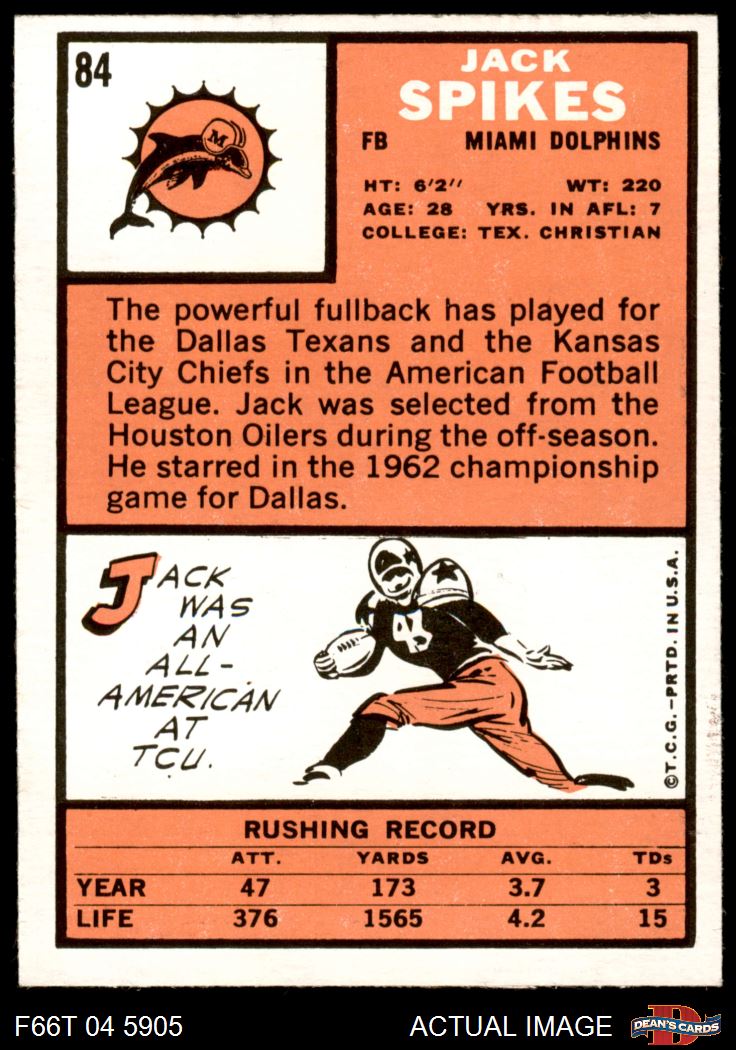 84
M
JACK
SPIKES
FB MIAMI DOLPHINS
HT: 6'2" WT: 220
AGE: 28 YRS. IN AFL: 7
COLLEGE: TEX. CHRISTIAN
The powerful fullback has played for
the Dallas Texans and the Kansas
City Chiefs in the American Football
League. Jack was selected from the
Houston Oilers during the off-season.
He starred in the 1962 championship
game for Dallas.
JACK
WAS
AN
ALL-
AMERICAN
AT
TCU.
©T.C.G.—PRTD. IN U.S.A.
RUSHING RECORD
ATT. YARDS AVG. TDs
YEAR 47 173 3.7 3
LIFE 376 1565 4.2 15
F66T 04 5905 ACTUAL IMAGE
D
DEAN'S CARDS